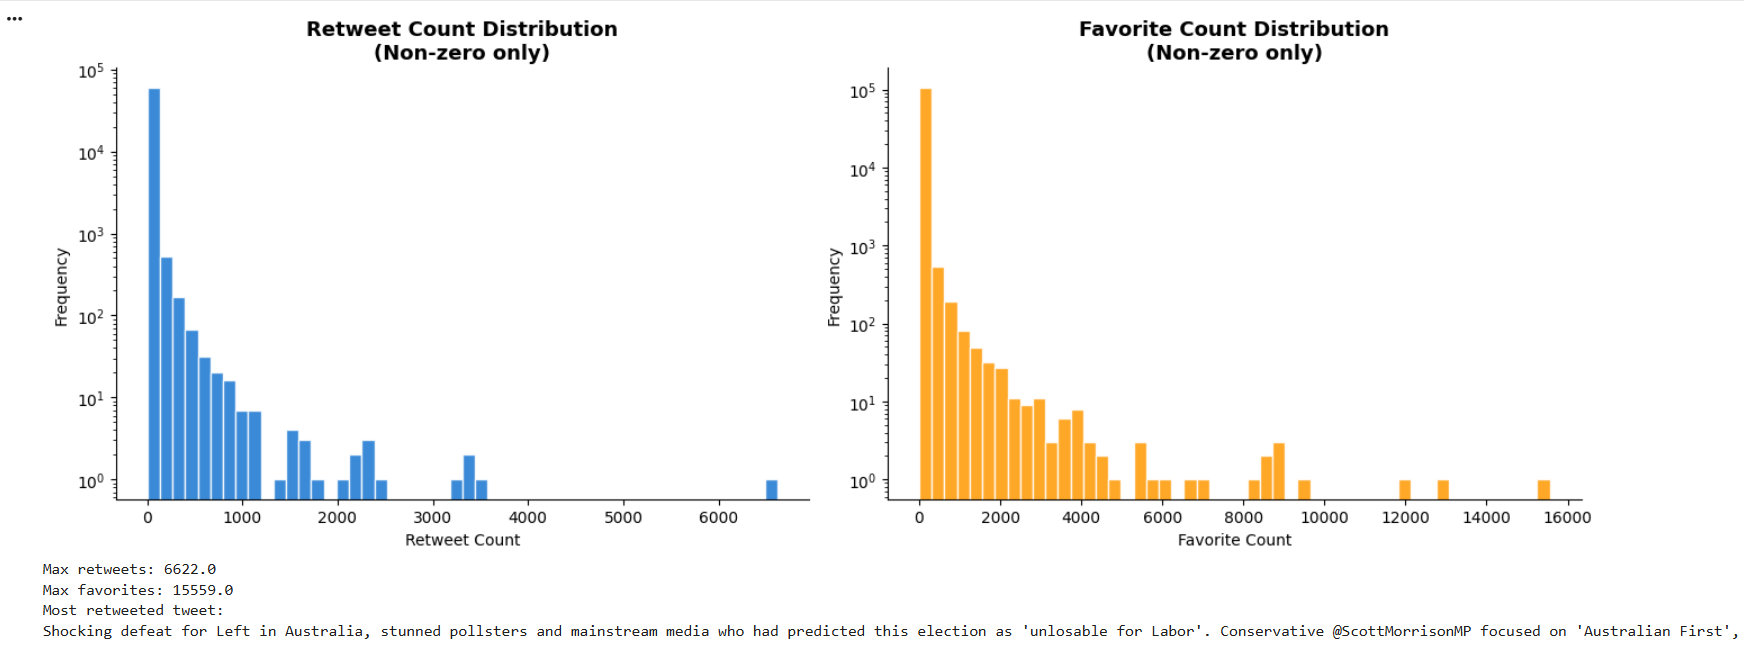 ...
Retweet Count Distribution
(Non-zero only)
10⁵
10⁴
10³
10²
10¹
10⁰
Frequency
0 1000 2000 3000 4000 5000 6000
Retweet Count
Favorite Count Distribution
(Non-zero only)
10⁵
10⁴
10³
10²
10¹
10⁰
Frequency
0 2000 4000 6000 8000 10000 12000 14000 16000
Favorite Count
Max retweets: 6622.0
Max favorites: 15559.0
Most retweeted tweet:
Shocking defeat for Left in Australia, stunned pollsters and mainstream media who had predicted this election as 'unlosable for Labor'. Conservative @ScottMorrisonMP focused on 'Australian First',